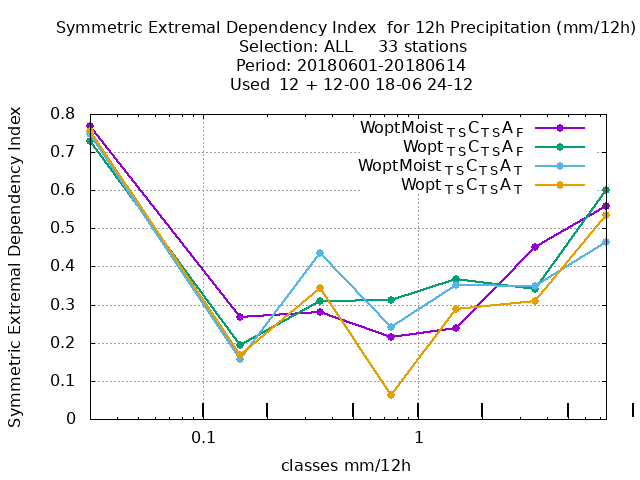 Symmetric Extremal Dependency Index  for 12h Precipitation (mm/12h)
Selection: ALL     33 stations
Period: 20180601-20180614
Used  12 + 12-00 18-06 24-12
Symmetric Extremal Dependency Index
0.8
0.7
0.6
0.5
0.4
0.3
0.2
0.1
0
WoptMoist TS C TS A F
Wopt TS C TS A F
WoptMoist TS C TS A T
Wopt TS C TS A T
0.1 1
classes mm/12h